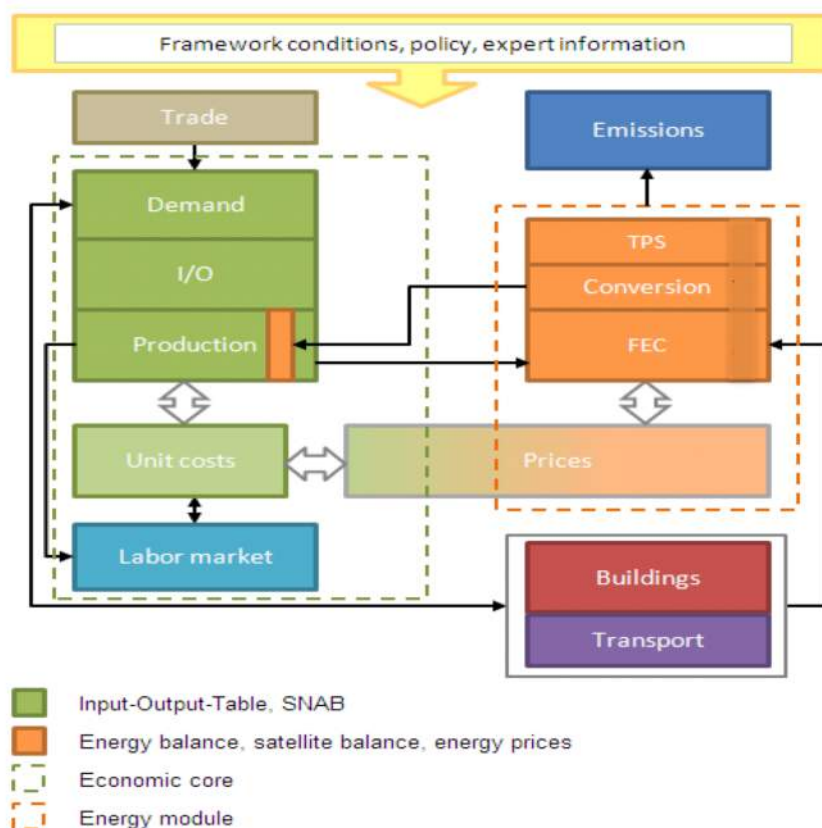 Framework conditions, policy, expert information
Trade
Emissions
Demand
I/O
Production
TPS
Conversion
FEC
Unit costs
Prices
Labor market
Buildings
Transport
Input-Output-Table, SNAB
Energy balance, satellite balance, energy prices
Economic core
Energy module